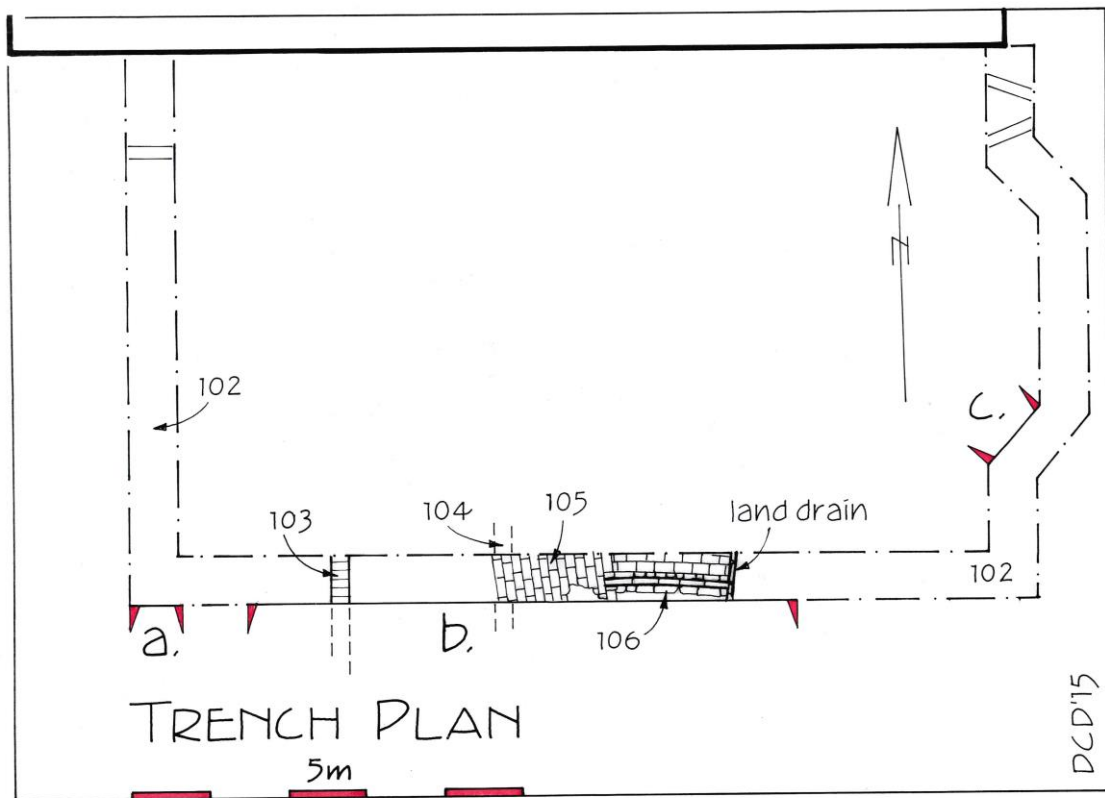 N
102
C.
103
104
105
land drain
102
a.
b.
106
TRENCH PLAN
5m
DCD'15